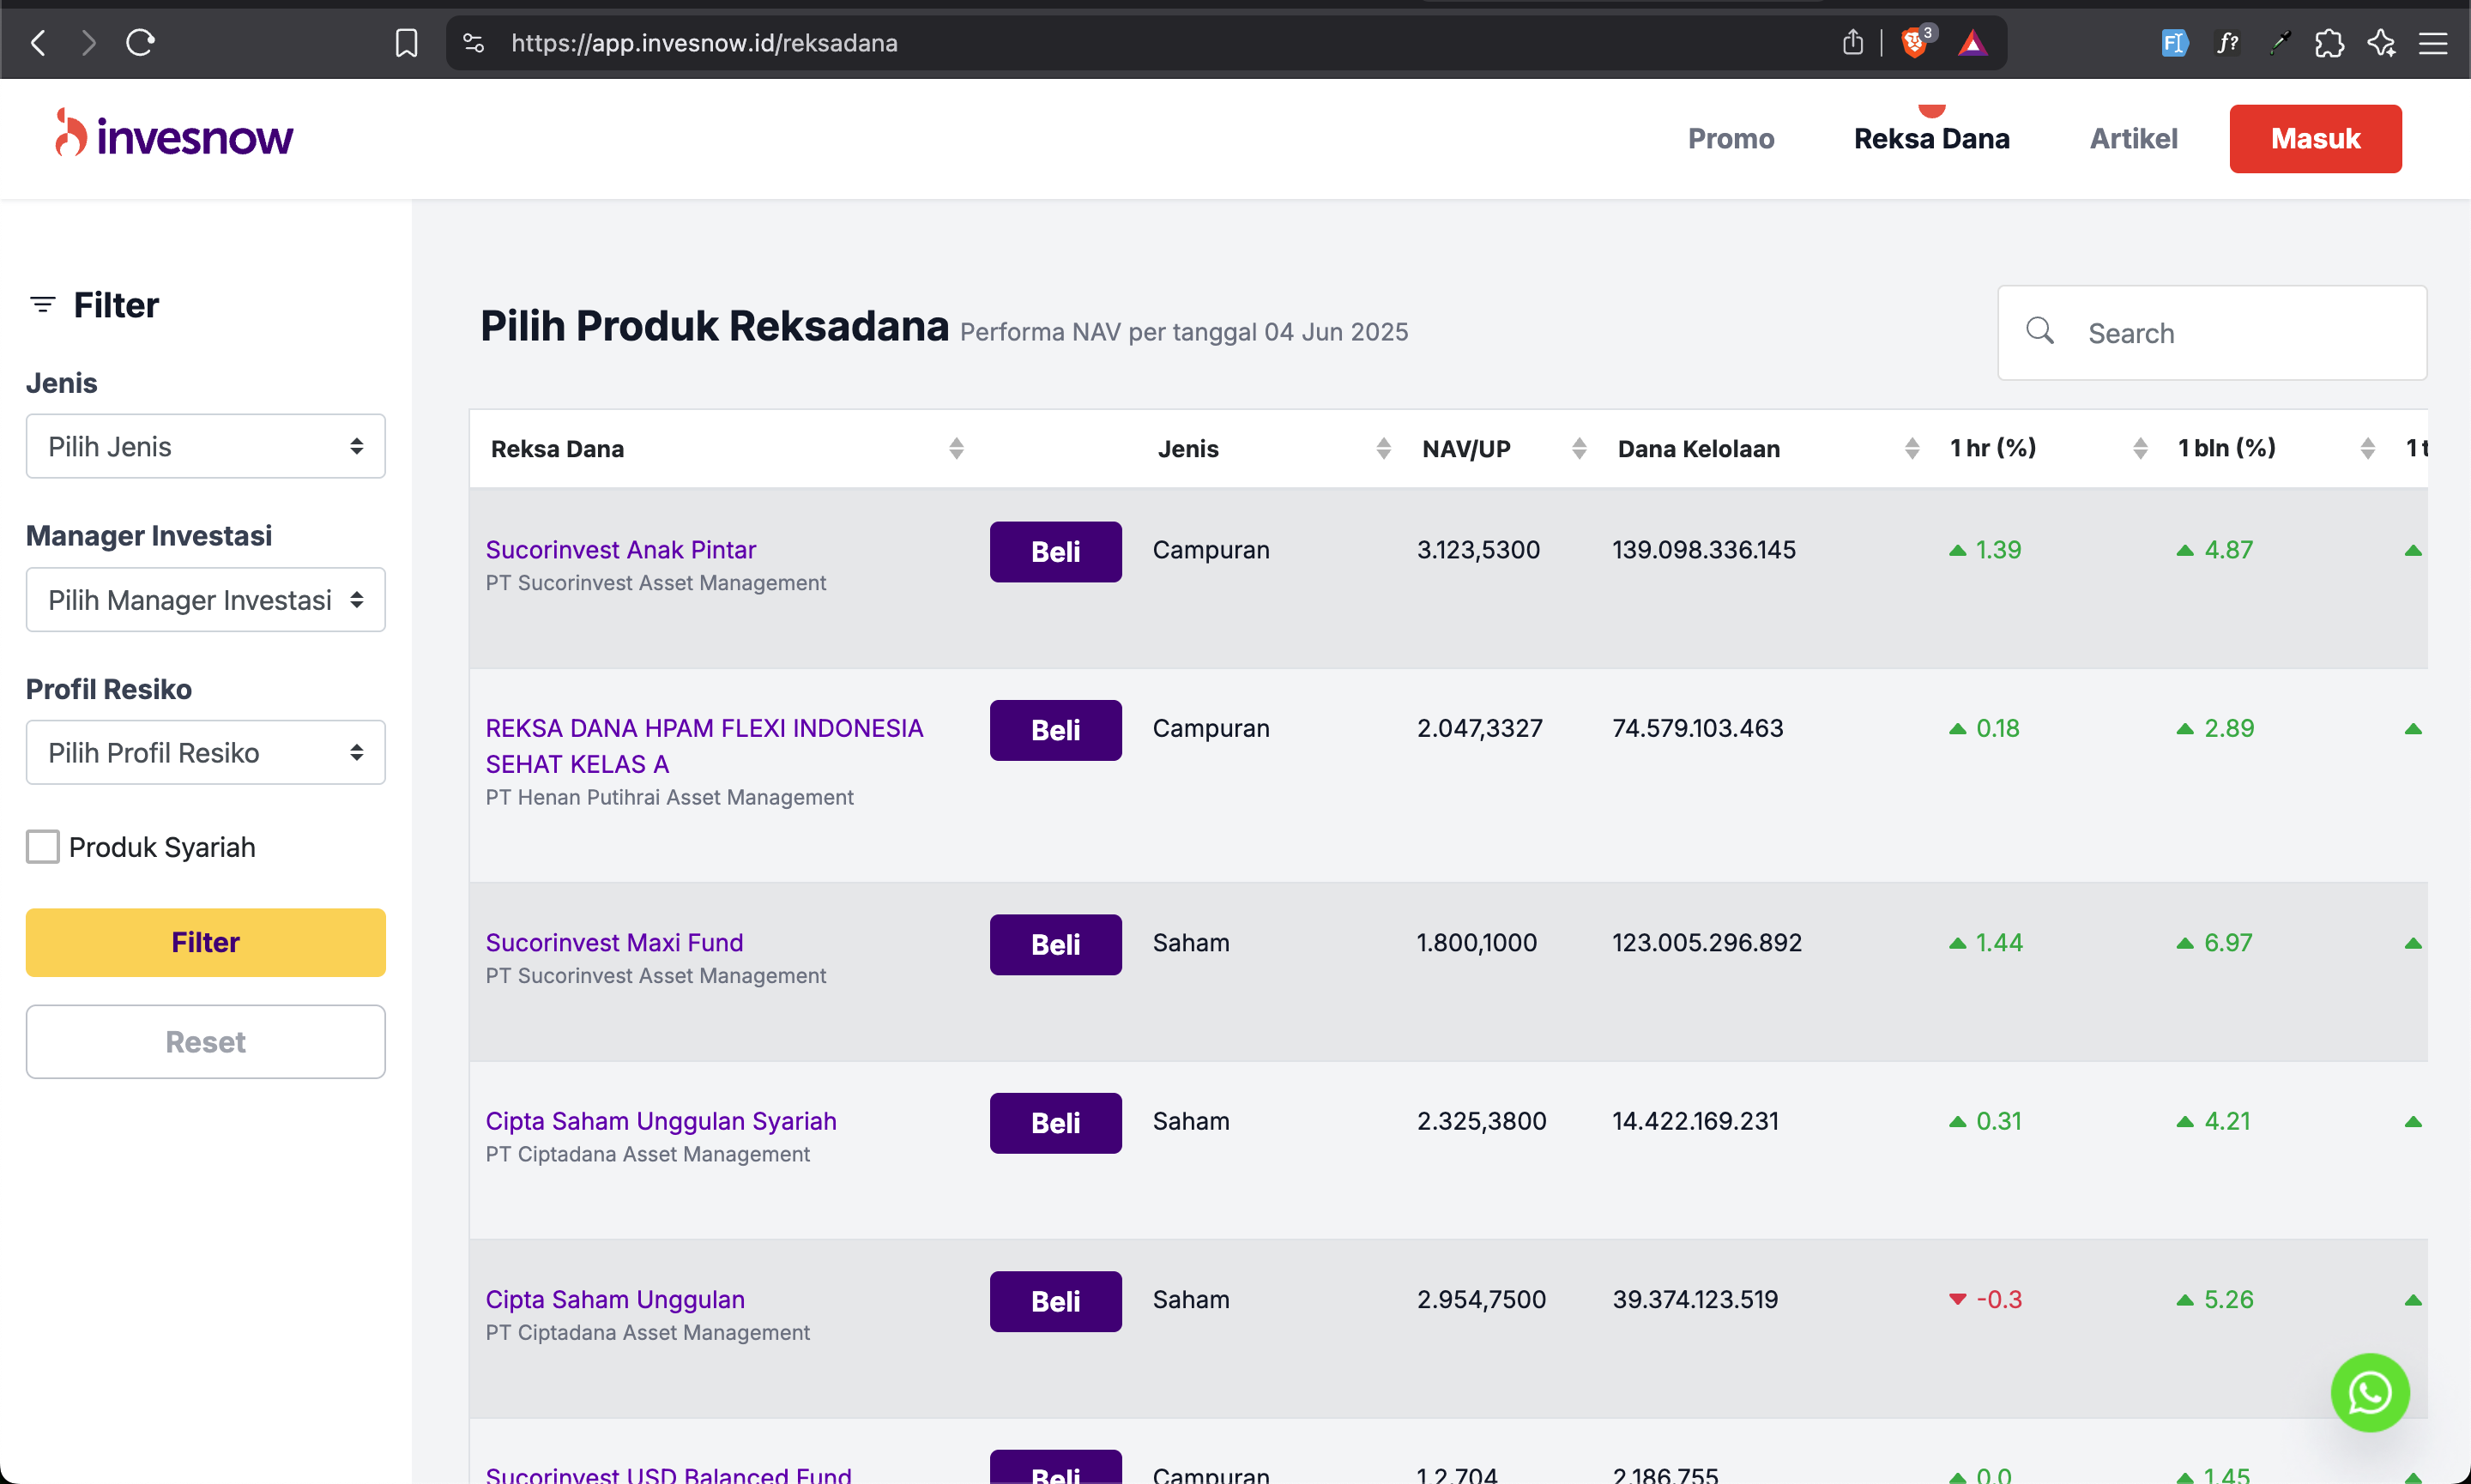 https://app.invesnow.id/reksadana
3
FI
f?
invesnow
Promo
Reksa Dana
Artikel
Masuk
Filter
Jenis
Pilih Jenis
Manager Investasi
Pilih Manager Investasi
Profil Resiko
Pilih Profil Resiko
Produk Syariah
Filter
Reset
Pilih Produk Reksadana Performa NAV per tanggal 04 Jun 2025
Search
Reksa Dana Jenis NAV/UP Dana Kelolaan 1 hr (%) 1 bln (%)
Sucorinvest Anak Pintar Beli Campuran 3.123,5300 139.098.336.145 1.39 4.87
PT Sucorinvest Asset Management
REKSA DANA HPAM FLEXI INDONESIA Beli Campuran 2.047,3327 74.579.103.463 0.18 2.89
SEHAT KELAS A
PT Henan Putihrai Asset Management
Sucorinvest Maxi Fund Beli Saham 1.800,1000 123.005.296.892 1.44 6.97
PT Sucorinvest Asset Management
Cipta Saham Unggulan Syariah Beli Saham 2.325,3800 14.422.169.231 0.31 4.21
PT Ciptadana Asset Management
Cipta Saham Unggulan Beli Saham 2.954,7500 39.374.123.519 -0.3 5.26
PT Ciptadana Asset Management
Sucorinvest USD Balanced Fund Beli Campuran 1,2,704 2.186.755 0.0 1.45